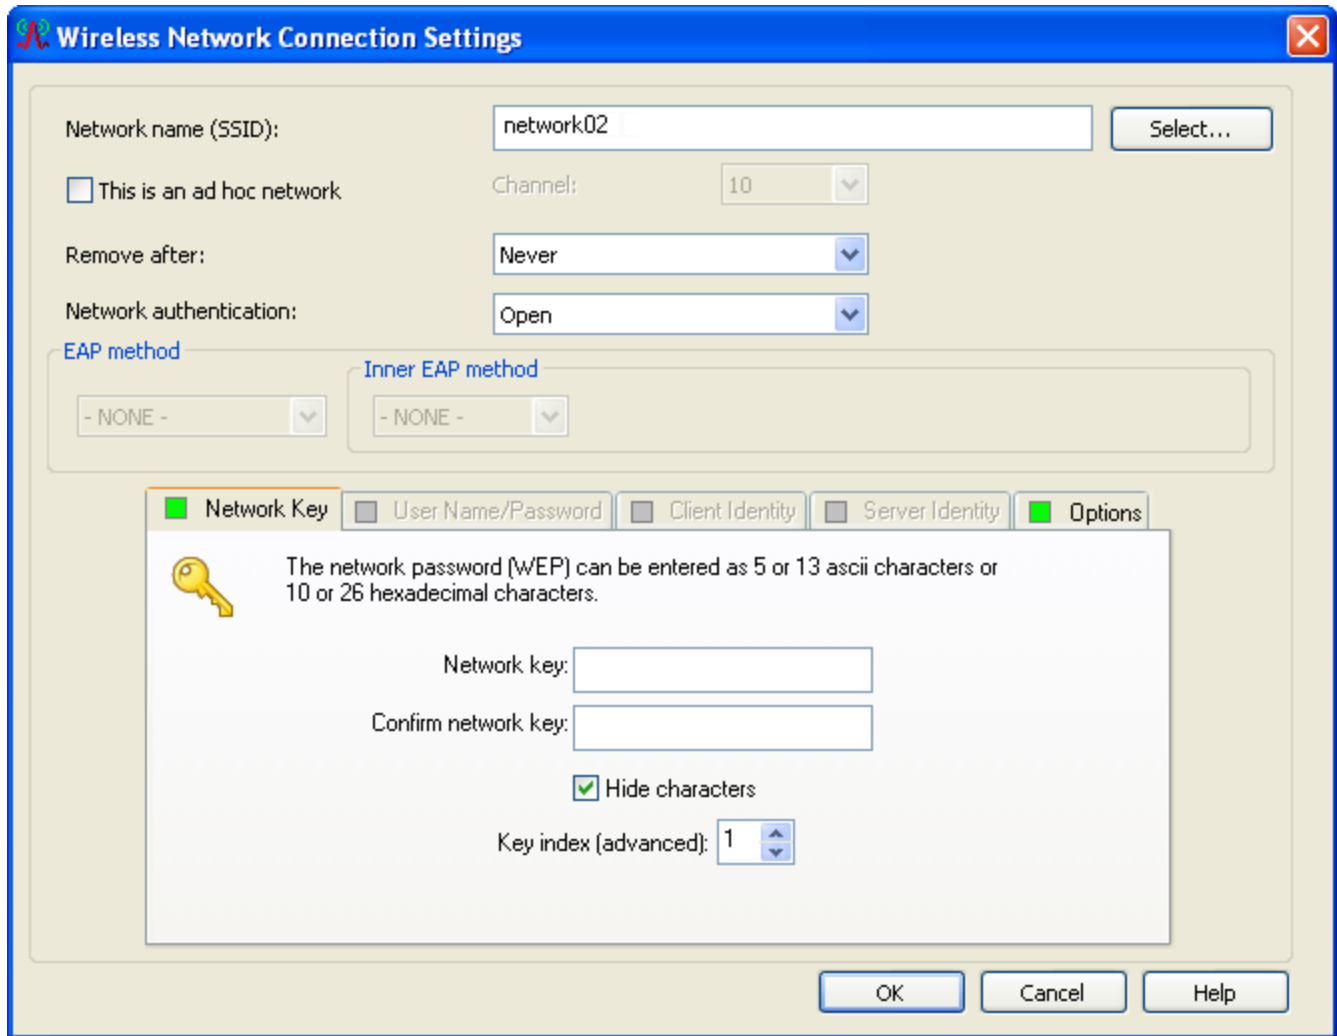 Wireless Network Connection Settings
Network name (SSID): network02 Select...
This is an ad hoc network Channel: 10
Remove after: Never
Network authentication: Open
EAP method
Inner EAP method
- NONE - - NONE -
Network Key User Name/Password Client Identity Server Identity Options
The network password (WEP) can be entered as 5 or 13 ascii characters or
10 or 26 hexadecimal characters.
Network key:
Confirm network key:
Hide characters
Key index (advanced): 1
OK Cancel Help